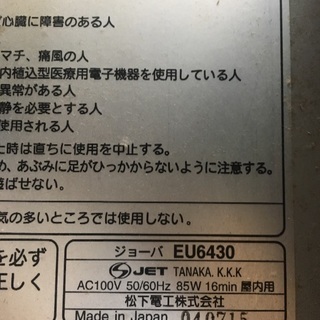 心臓に障害のある人
マチ、痛風の人
内植込型医療用電子機器を使用している人
異常がある人
静を必要とする人
使用される人
た時は直ちに使用を中止する。
め、あぶみに足がひっかからないように注意する。
遊ばせない。
気の多いところでは使用しない。
を必ず
正しく
ジョーバ EU6430
S JET TANAKA. K.K.K
AC100V 50/60Hz 85W 16min 屋内用
松下電工株式会社
Made in Japan 040715